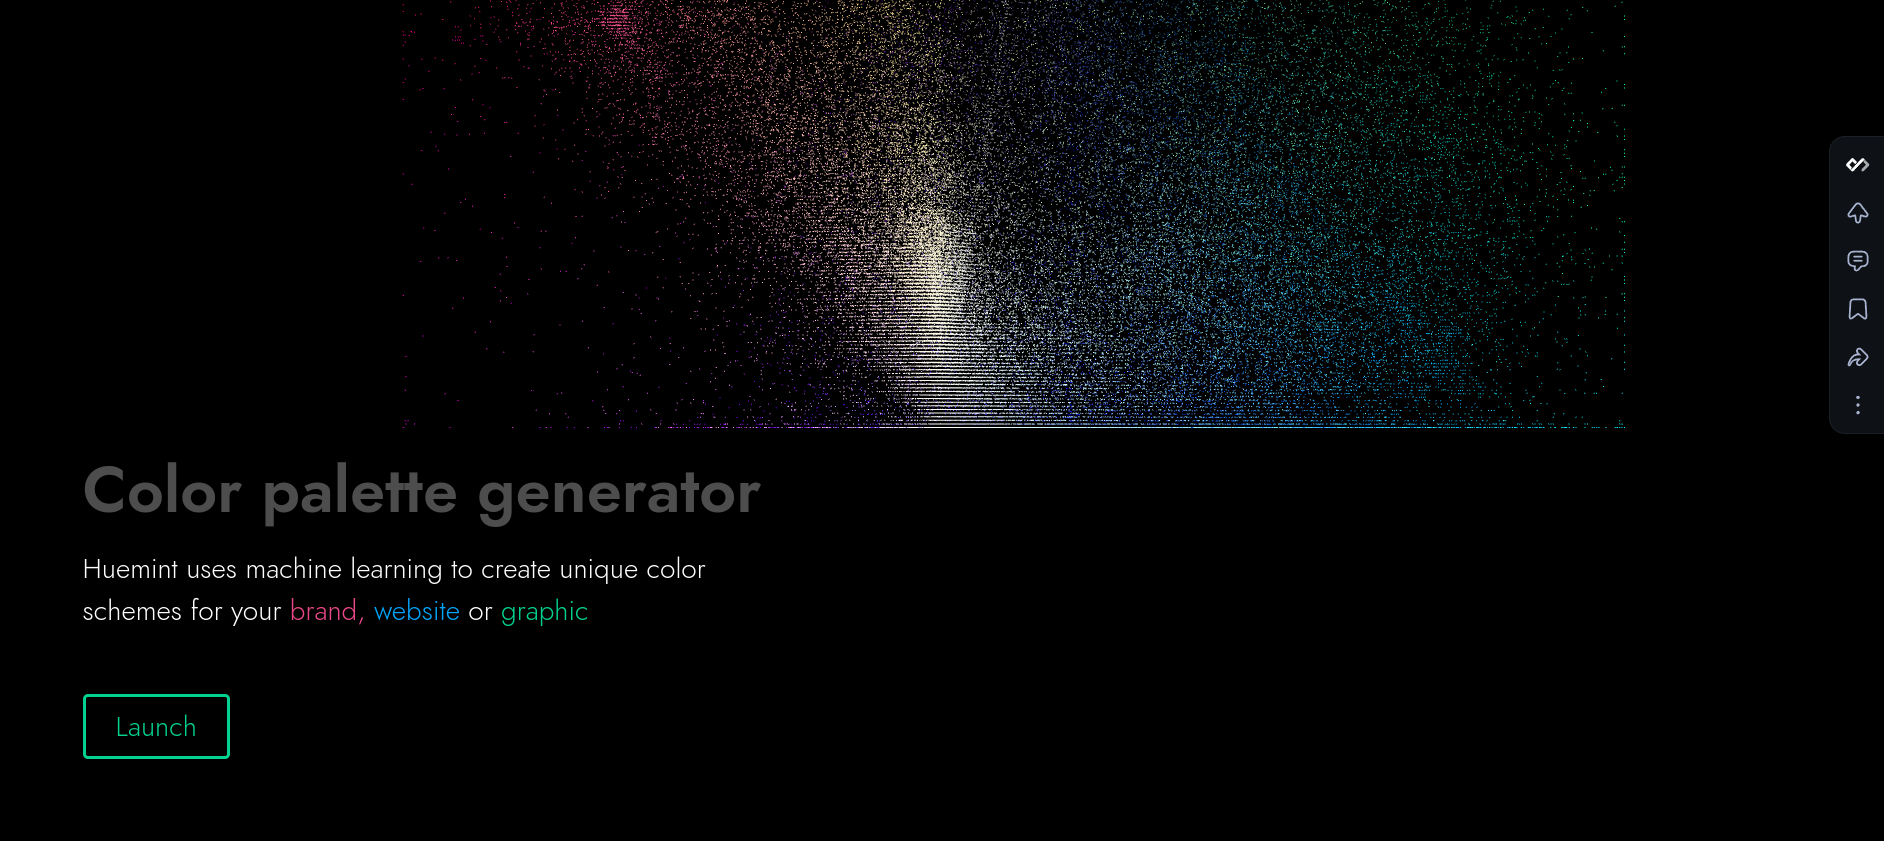 Color palette generator
Huemint uses machine learning to create unique color
schemes for your brand, website or graphic
Launch